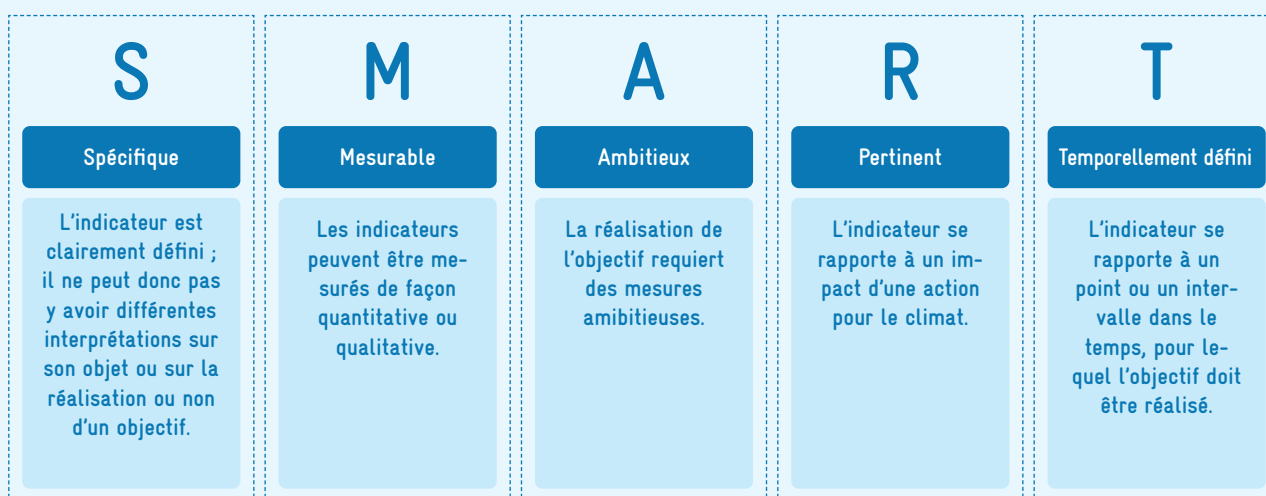 S
Spécifique
L'indicateur est
clairement défini ;
il ne peut donc pas
y avoir différentes
interprétations sur
son objet ou sur la
réalisation ou non
d'un objectif.
M
Mesurable
Les indicateurs
peuvent être me-
surés de façon
quantitative ou
qualitative.
A
Ambitieux
La réalisation de
l'objectif requiert
des mesures
amibitieuses.
R
Pertinent
L'indicateur se
rapporte à un im-
pact d'une action
pour le climat.
T
Temporellement défini
L'indicateur se
rapporte à un
point ou un inter-
valle dans le
temps, pour le-
quel l'objectif doit
être réalisé.